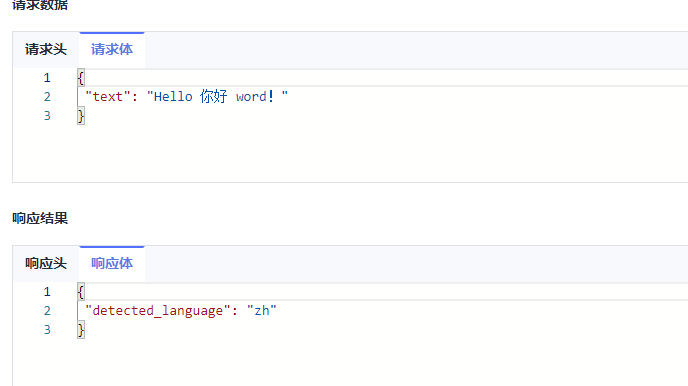 请求数据
请求头 请求体
1 {
2 "text": "Hello 你好 word！"
3 }
响应结果
响应头 响应体
1 {
2 "detected_language": "zh"
3 }